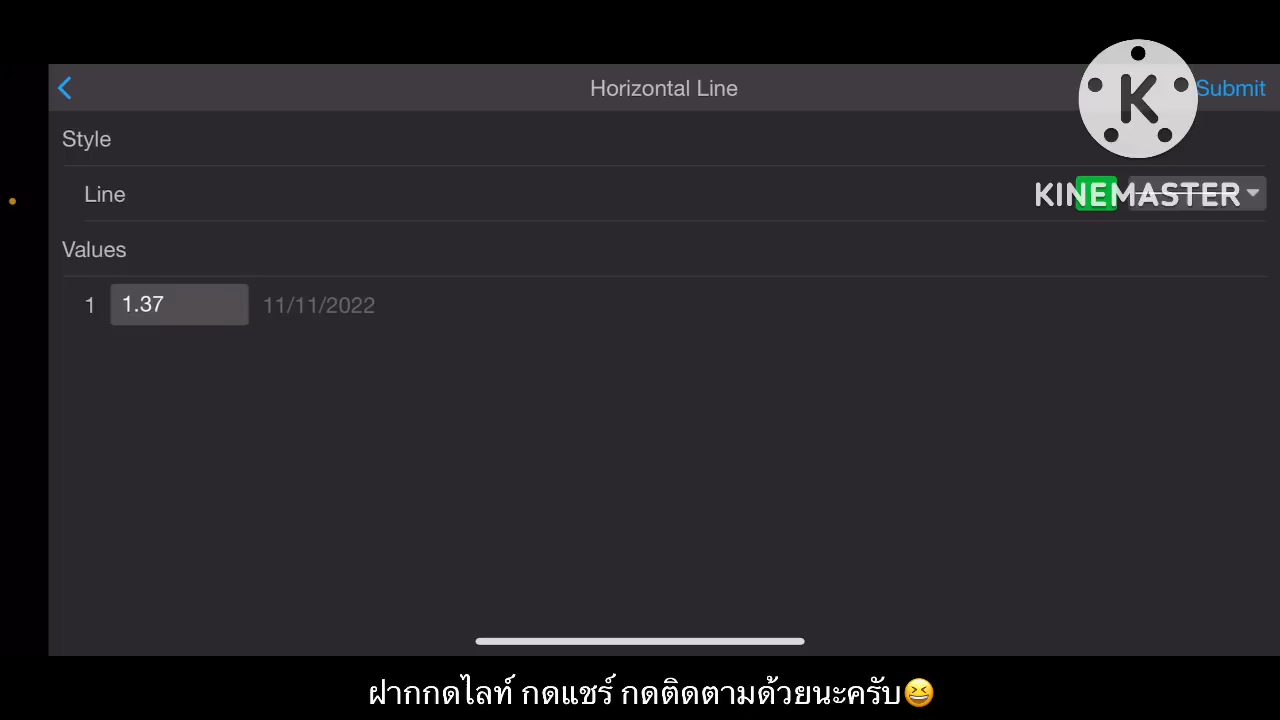 Horizontal Line
Submit
Style
Line
KINEMASTER
Values
1 1.37 11/11/2022
ฝากกดไลท์ กดแชร์ กดติดตามด้วยนะครับ😆